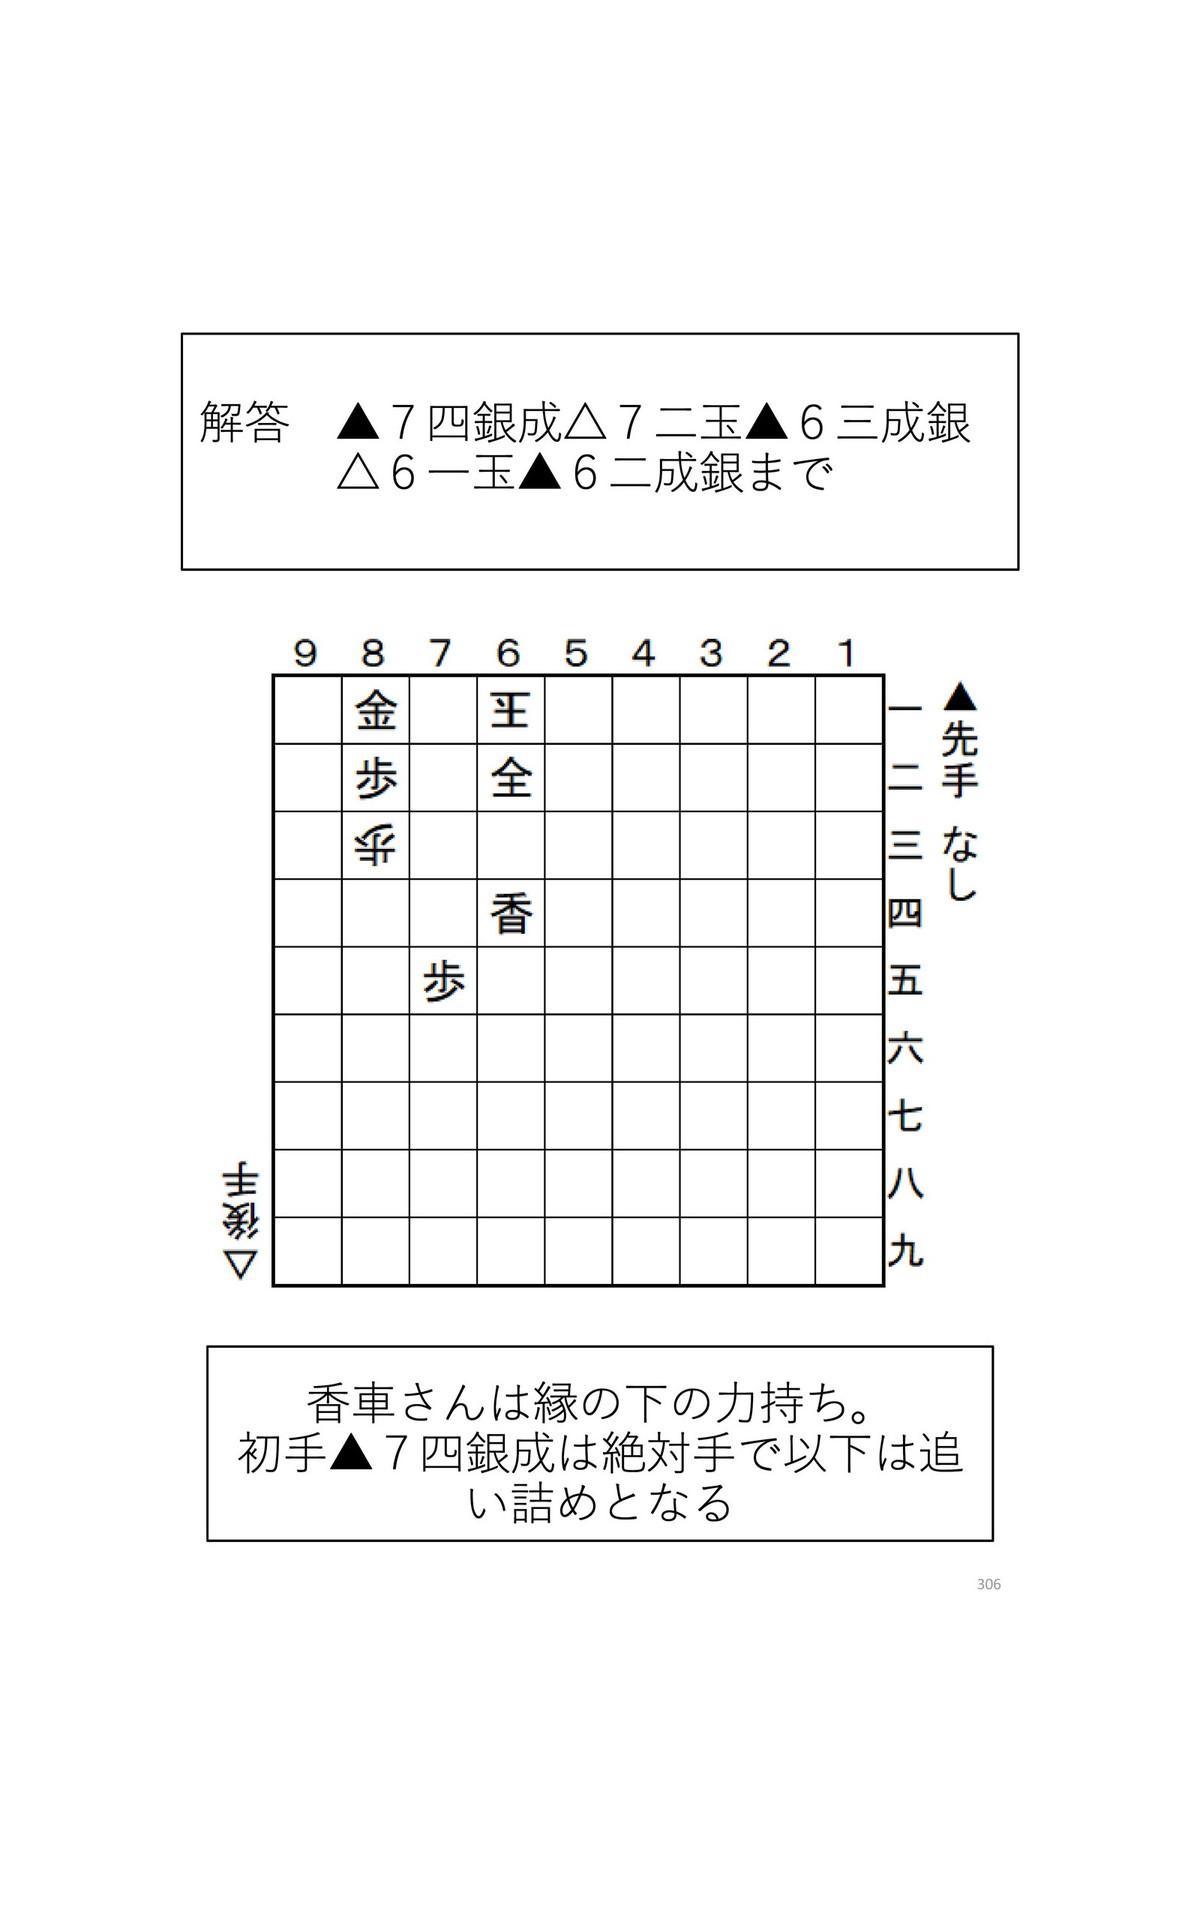 解答　▲７四銀成△７二玉▲６三成銀
△６一玉▲６二成銀まで
9 8 7 6 5 4 3 2 1
金 王 一
歩 全 二
歩 三
香 四
歩 五
六
七
八
九
▲先手 なし
△後手
香車さんは縁の下の力持ち。
初手▲７四銀成は絶対手で以下は追
い詰めとなる
306